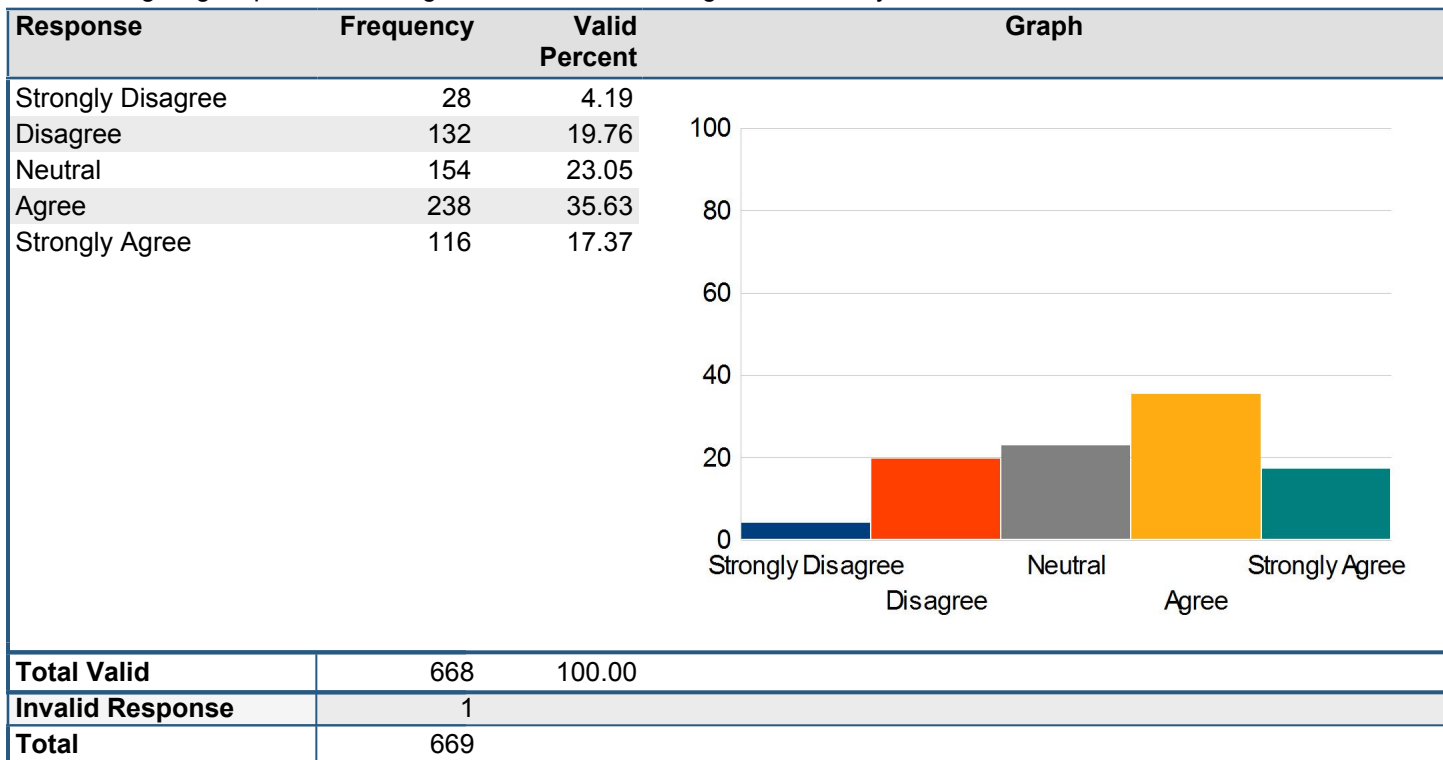 Response Frequency Valid Percent Graph
Strongly Disagree 28 4.19
Disagree 132 19.76
Neutral 154 23.05
Agree 238 35.63
Strongly Agree 116 17.37
100
80
60
40
20
0
Strongly Disagree Neutral Strongly Agree
Disagree Agree
Total Valid 668 100.00
Invalid Response 1
Total 669